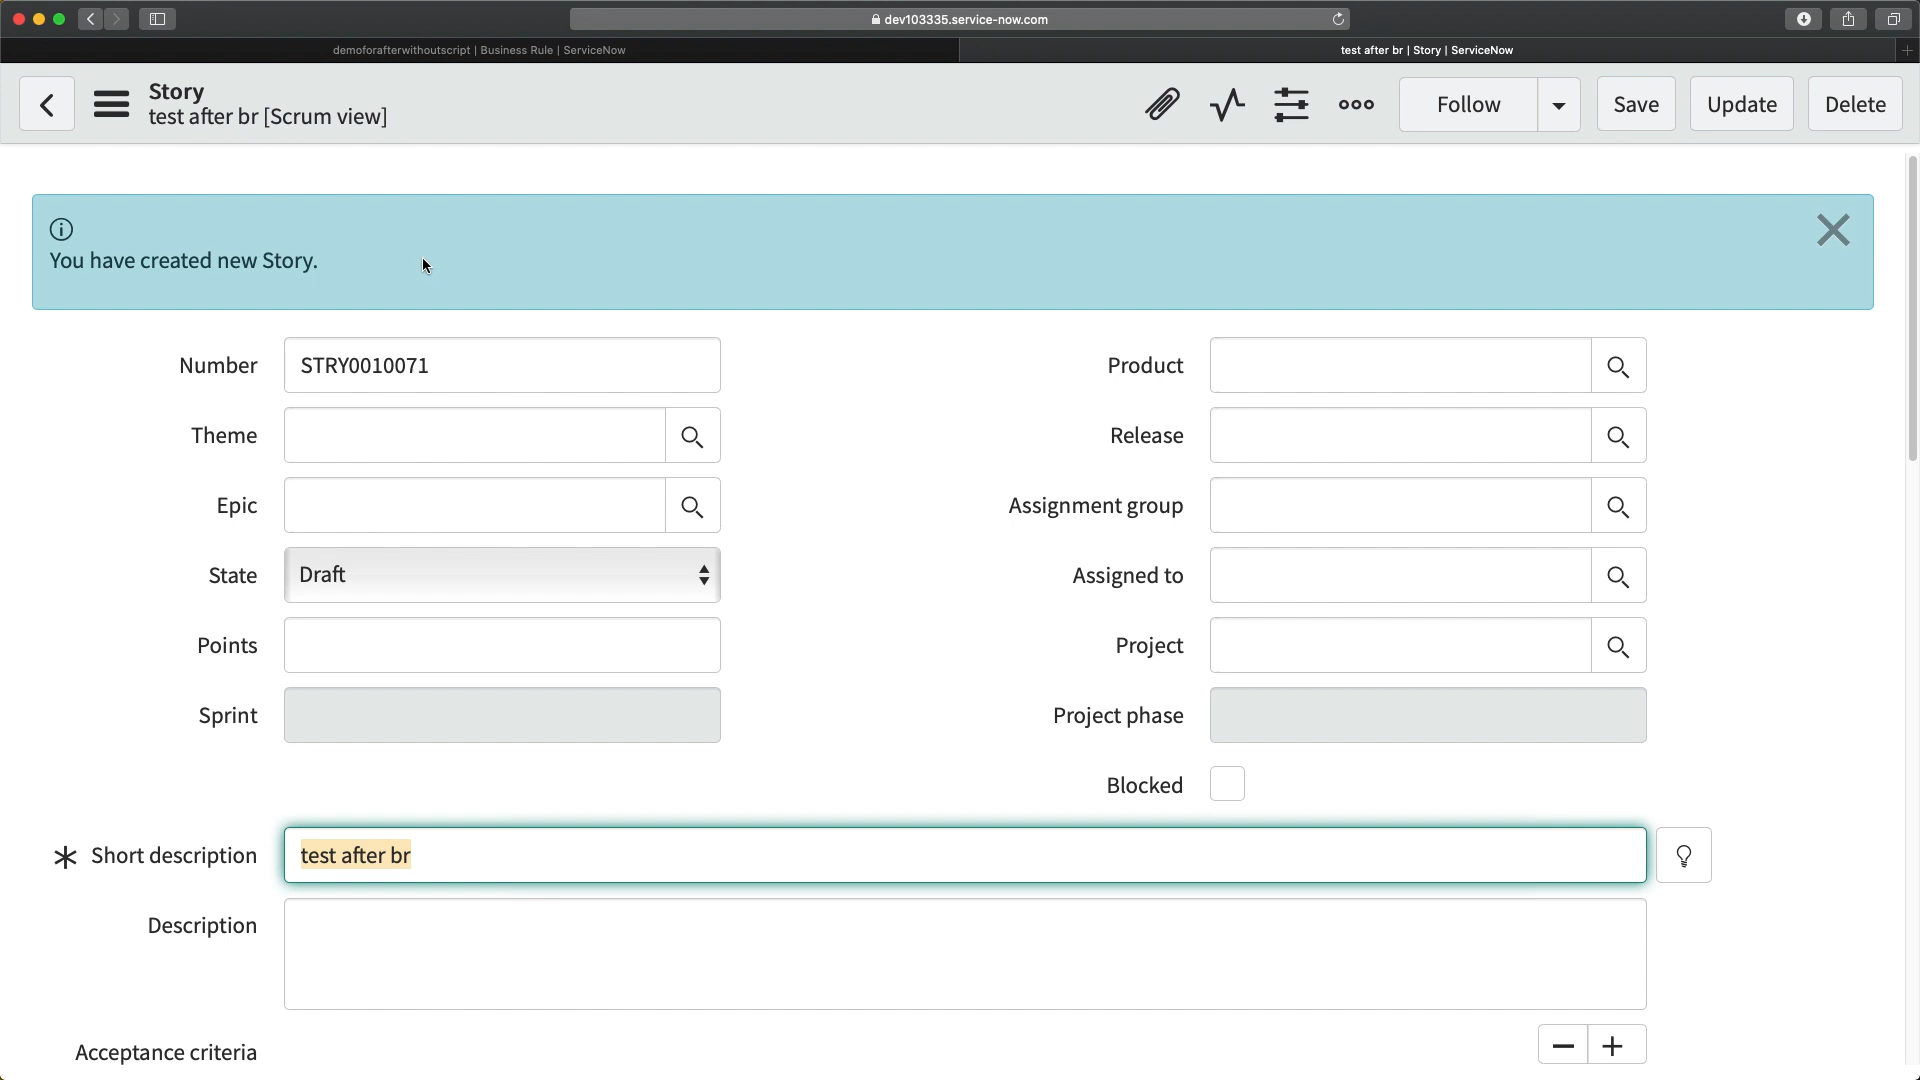 dev103335.service-now.com
demoforafterwithoutscript | Business Rule | ServiceNow
test after br | Story | ServiceNow
Story
test after br [Scrum view]
Follow
Save
Update
Delete
You have created new Story.
Number
STRY0010071
Product
Theme
Release
Epic
Assignment group
State
Draft
Assigned to
Points
Project
Sprint
Project phase
Blocked
Short description
test after br
Description
Acceptance criteria